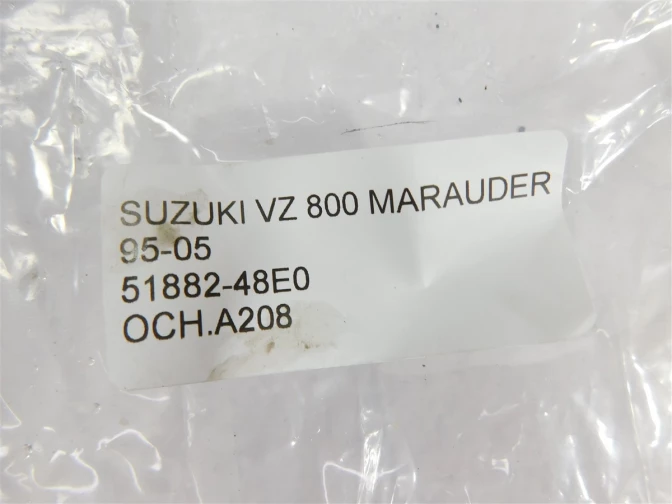 SUZUKI VZ 800 MARAUDER
95-05
51882-48E0
OCH.A208